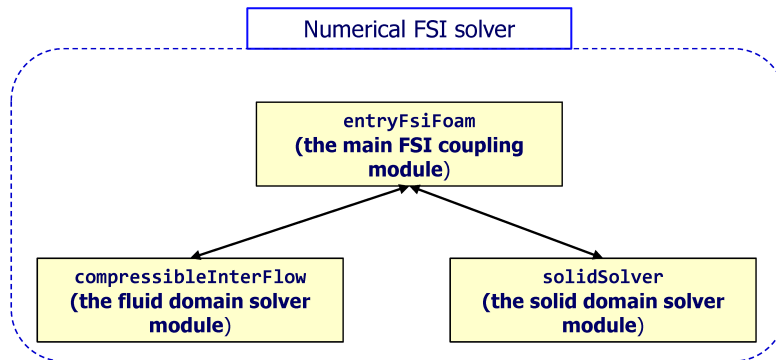 Numerical FSI solver
entryFsiFoam
(the main FSI coupling
module)
compressibleInterFlow
(the fluid domain solver
module)
solidSolver
(the solid domain solver
module)